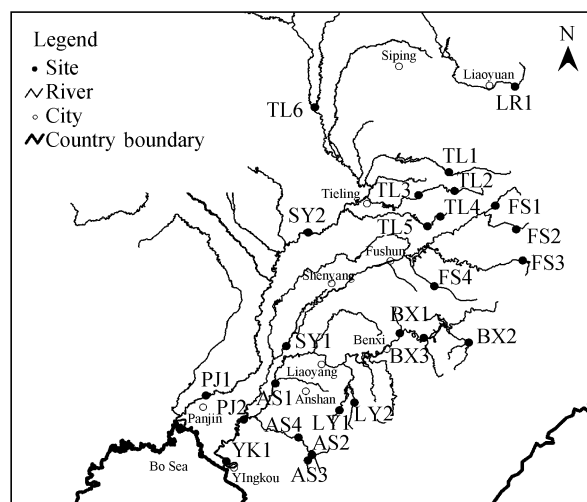 Legend
Site
River
City
Country boundary
N
Siping
Liaoyuan
LR1
TL6
TL1
TL2
TL3
Tieling
TL4
FS1
TL5
SY2
FS2
Fushun
FS3
Shenyang
FS4
BX1
SY1
BX2
Benxi
BX3
Liaoyang
PJ1
AS1
Anshan
Panjin
PJ2
LY1
LY2
AS4
AS2
Bo Sea
YK1
AS3
YIngkou